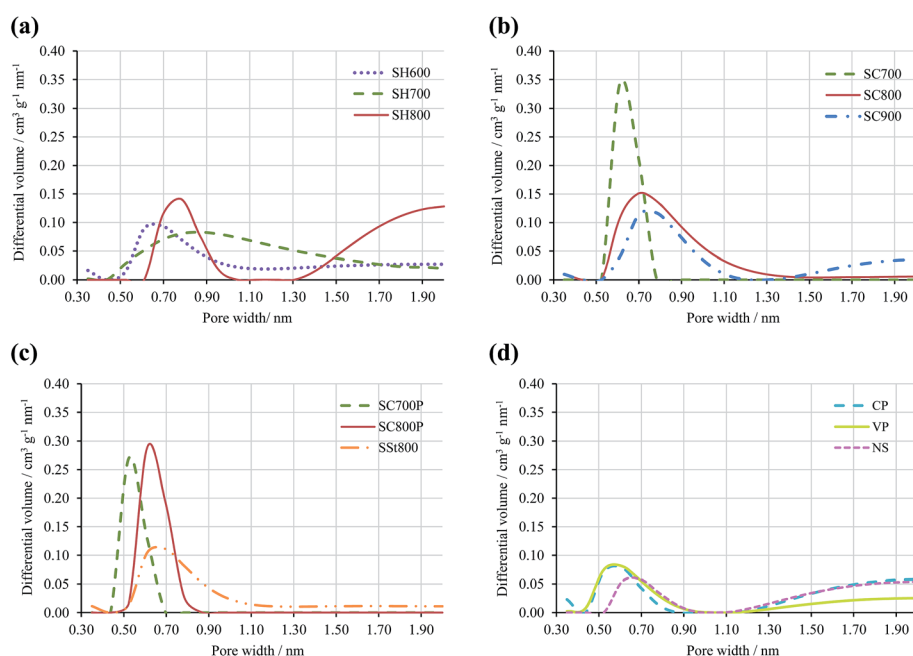 (a)
0.40
0.35
0.30
0.25
0.20
0.15
0.10
0.05
0.00
Differential volume / cm³ g⁻¹ nm⁻¹
SH600
SH700
SH800
0.30 0.50 0.70 0.90 1.10 1.30 1.50 1.70 1.90
Pore width/ nm
(b)
0.40
0.35
0.30
0.25
0.20
0.15
0.10
0.05
0.00
Differential volume / cm³ g⁻¹ nm⁻¹
SC700
SC800
SC900
0.30 0.50 0.70 0.90 1.10 1.30 1.50 1.70 1.90
Pore width / nm
(c)
0.40
0.35
0.30
0.25
0.20
0.15
0.10
0.05
0.00
Differential volume / cm³ g⁻¹ nm⁻¹
SC700P
SC800P
SSt800
0.30 0.50 0.70 0.90 1.10 1.30 1.50 1.70 1.90
Pore width / nm
(d)
0.40
0.35
0.30
0.25
0.20
0.15
0.10
0.05
0.00
Differential volume / cm³ g⁻¹ nm⁻¹
CP
VP
NS
0.30 0.50 0.70 0.90 1.10 1.30 1.50 1.70 1.90
Pore width / nm